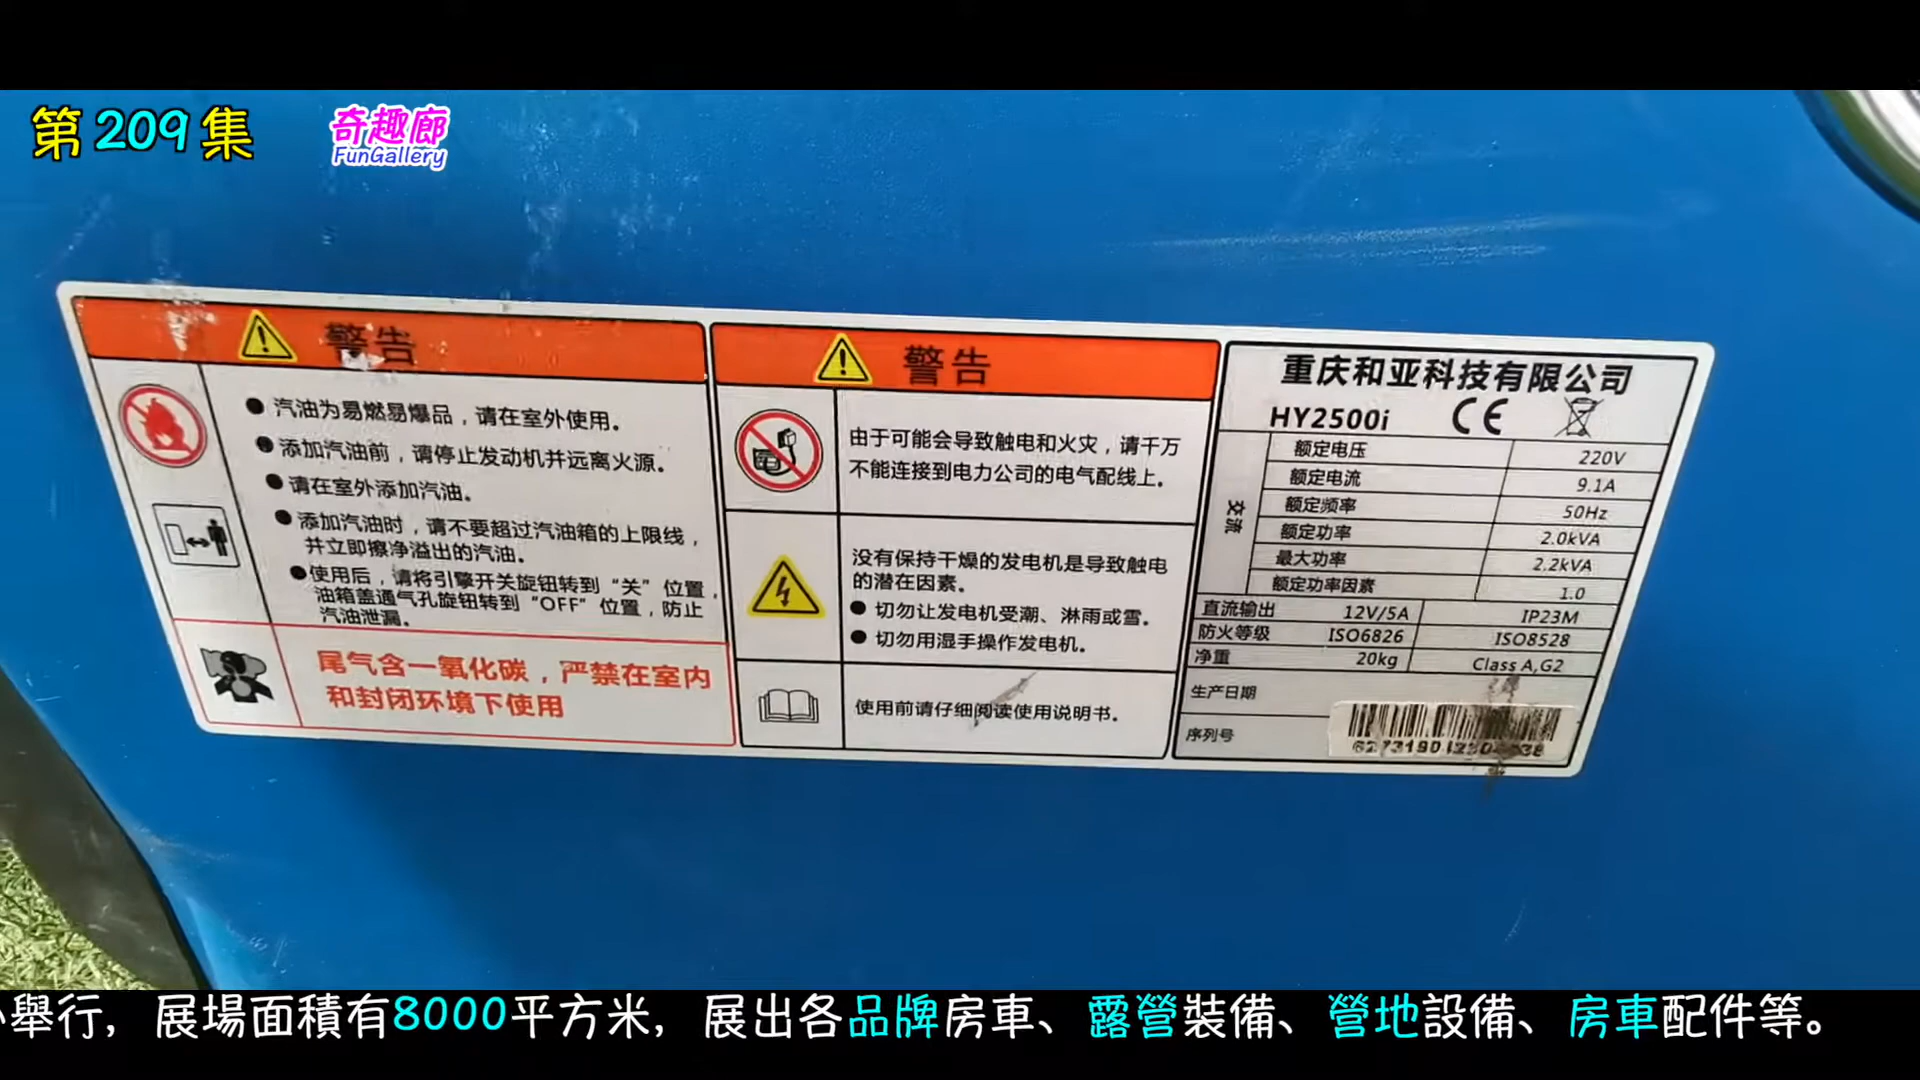 第209集
奇趣廊
FunGallery
警告
汽油为易燃易爆品，请在室外使用。
添加汽油前，请停止发动机并远离火源。
请在室外添加汽油。
添加汽油时，请不要超过汽油箱的上限线，
并立即擦净溢出的汽油。
使用后，请将引擎开关旋钮转到“关”位置，
油箱盖通气孔旋钮转到“OFF”位置，防止
汽油泄漏。
尾气含一氧化碳，严禁在室内
和封闭环境下使用
警告
由于可能会导致触电和火灾，请千万
不能连接到电力公司的电气配线上。
没有保持干燥的发电机是导致触电
的潜在因素。
切勿让发电机受潮、淋雨或雪。
切勿用湿手操作发电机。
使用前请仔细阅读使用说明书。
重庆和亚科技有限公司
HY2500i CE
交流
额定电压 220V
额定电流 9.1A
额定频率 50Hz
额定功率 2.0kVA
最大功率 2.2kVA
额定功率因素 1.0
直流输出 12V/5A IP23M
防火等级 ISO6826 ISO8528
净重 20kg Class A,G2
生产日期
序列号
舉行，展場面積有8000平方米，展出各品牌房車、露營裝備、營地設備、房車配件等。